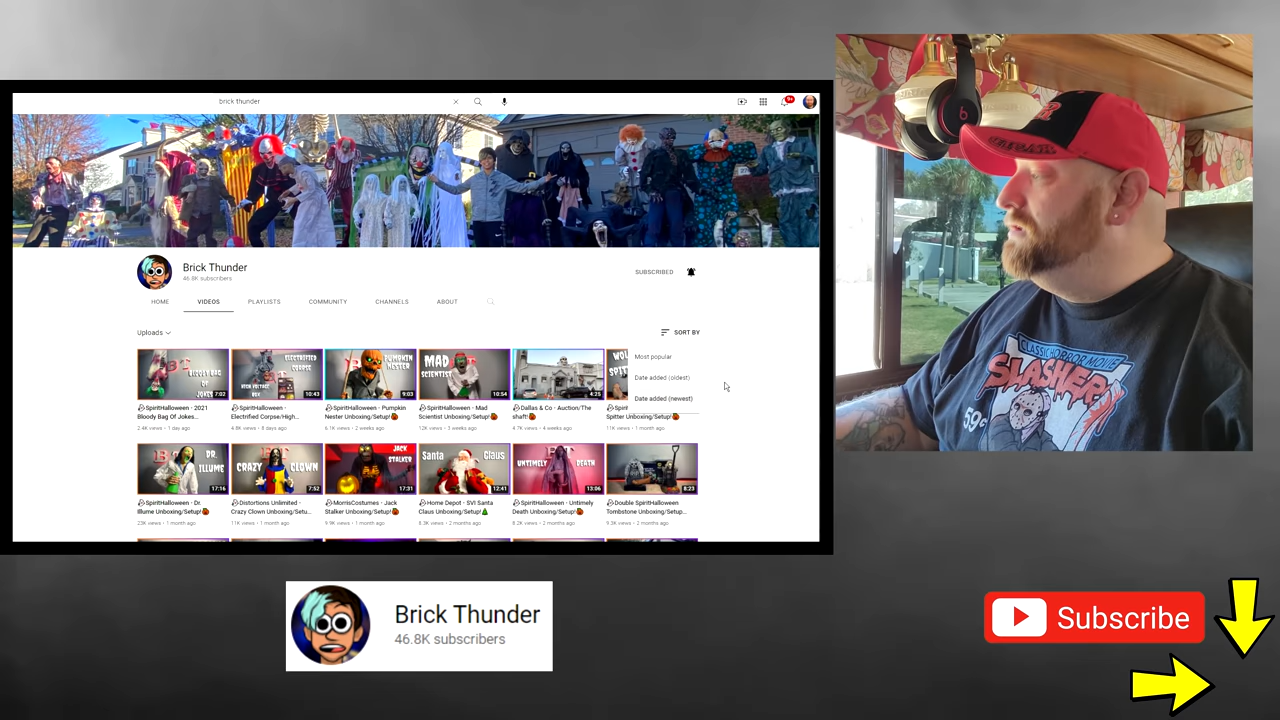 brick thunder
9+
Brick Thunder
46.8K subscribers
SUBSCRIBED
HOME
VIDEOS
PLAYLISTS
COMMUNITY
CHANNELS
ABOUT
Uploads
SORT BY
Most popular
Date added (oldest)
Date added (newest)
BT
BLOODY BAG OF JOKES
7:02
ELECTRIFIED CORPSE
HIGH VOLTAGE BOX
10:43
PUMPKIN NESTER
9:03
MAD SCIENTIST
10:54
4:25
SpiritHalloween - 2021
Bloody Bag Of Jokes...
2.4K views • 1 day ago
SpiritHalloween -
Electrified Corpse/High...
4.8K views • 8 days ago
SpiritHalloween - Pumpkin
Nester Unboxing/Setup!
6.1K views • 2 weeks ago
SpiritHalloween - Mad
Scientist Unboxing/Setup!
12K views • 3 weeks ago
Dallas & Co - Auction/The
shaft!
4.7K views • 4 weeks ago
Spitter Unboxing/Setup!
11K views • 1 month ago
DR. ILLUME
17:16
CRAZY CLOWN
7:52
JACK STALKER
17:31
Santa Claus
12:41
UNTIMELY DEATH
13:06
8:23
SpiritHalloween - Dr.
Illume Unboxing/Setup!
23K views • 1 month ago
Distortions Unlimited -
Crazy Clown Unboxing/Setu...
11K views • 1 month ago
MorrisCostumes - Jack
Stalker Unboxing/Setup!
9.9K views • 1 month ago
Home Depot - SVI Santa
Claus Unboxing/Setup!
8.3K views • 2 months ago
SpiritHalloween - Untimely
Death Unboxing/Setup!
8.2K views • 2 months ago
Double SpiritHalloween
Tombstone Unboxing/Setup...
9.3K views • 2 months ago
CLASSIC HORROR MOVIE
SLASHER
59¢
Brick Thunder
46.8K subscribers
Subscribe